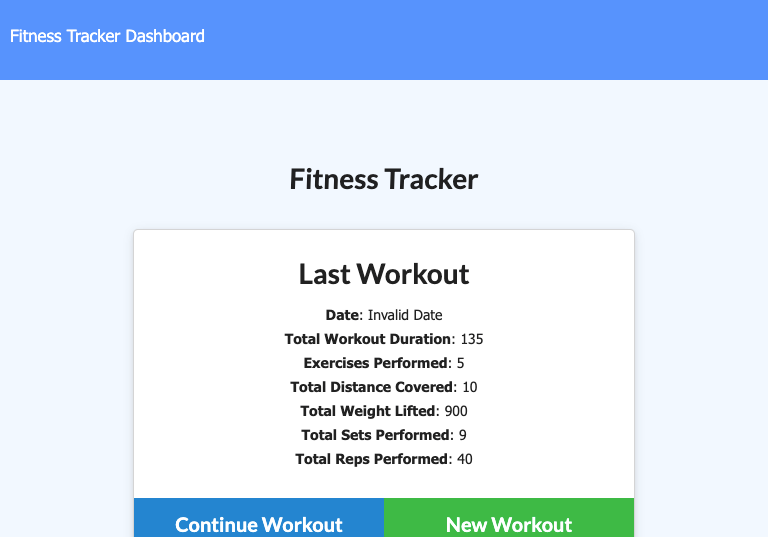 Fitness Tracker Dashboard
Fitness Tracker
Last Workout
Date: Invalid Date
Total Workout Duration: 135
Exercises Performed: 5
Total Distance Covered: 10
Total Weight Lifted: 900
Total Sets Performed: 9
Total Reps Performed: 40
Continue Workout
New Workout